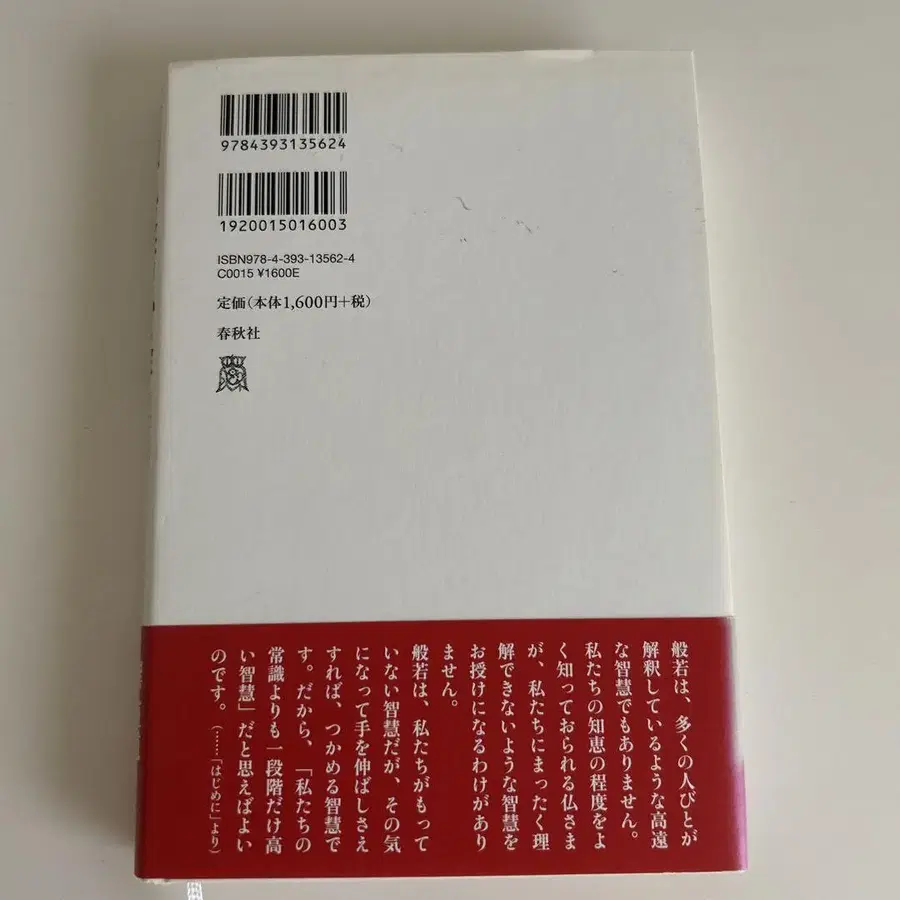 9784393135624
1920015016003
ISBN978-4-393-13562-4
C0015 ¥1600E
定価(本体1,600円+税)
春秋社
般若は、多くの人びとが
解釈しているような高遠
な智慧でもありません。
私たちの知恵の程度をよ
く知っておられる仏さま
が、私たちにまったく理
解できないような智慧を
お授けになるわけがあり
ません。
般若は、私たちがもって
いない智慧だが、その気
になって手を伸ばしさえ
すれば、つかめる智慧で
す。だから、「私たちの
常識よりも一段階だけ高
い智慧」だと思えばよい
のです。(……「はじめに」より)